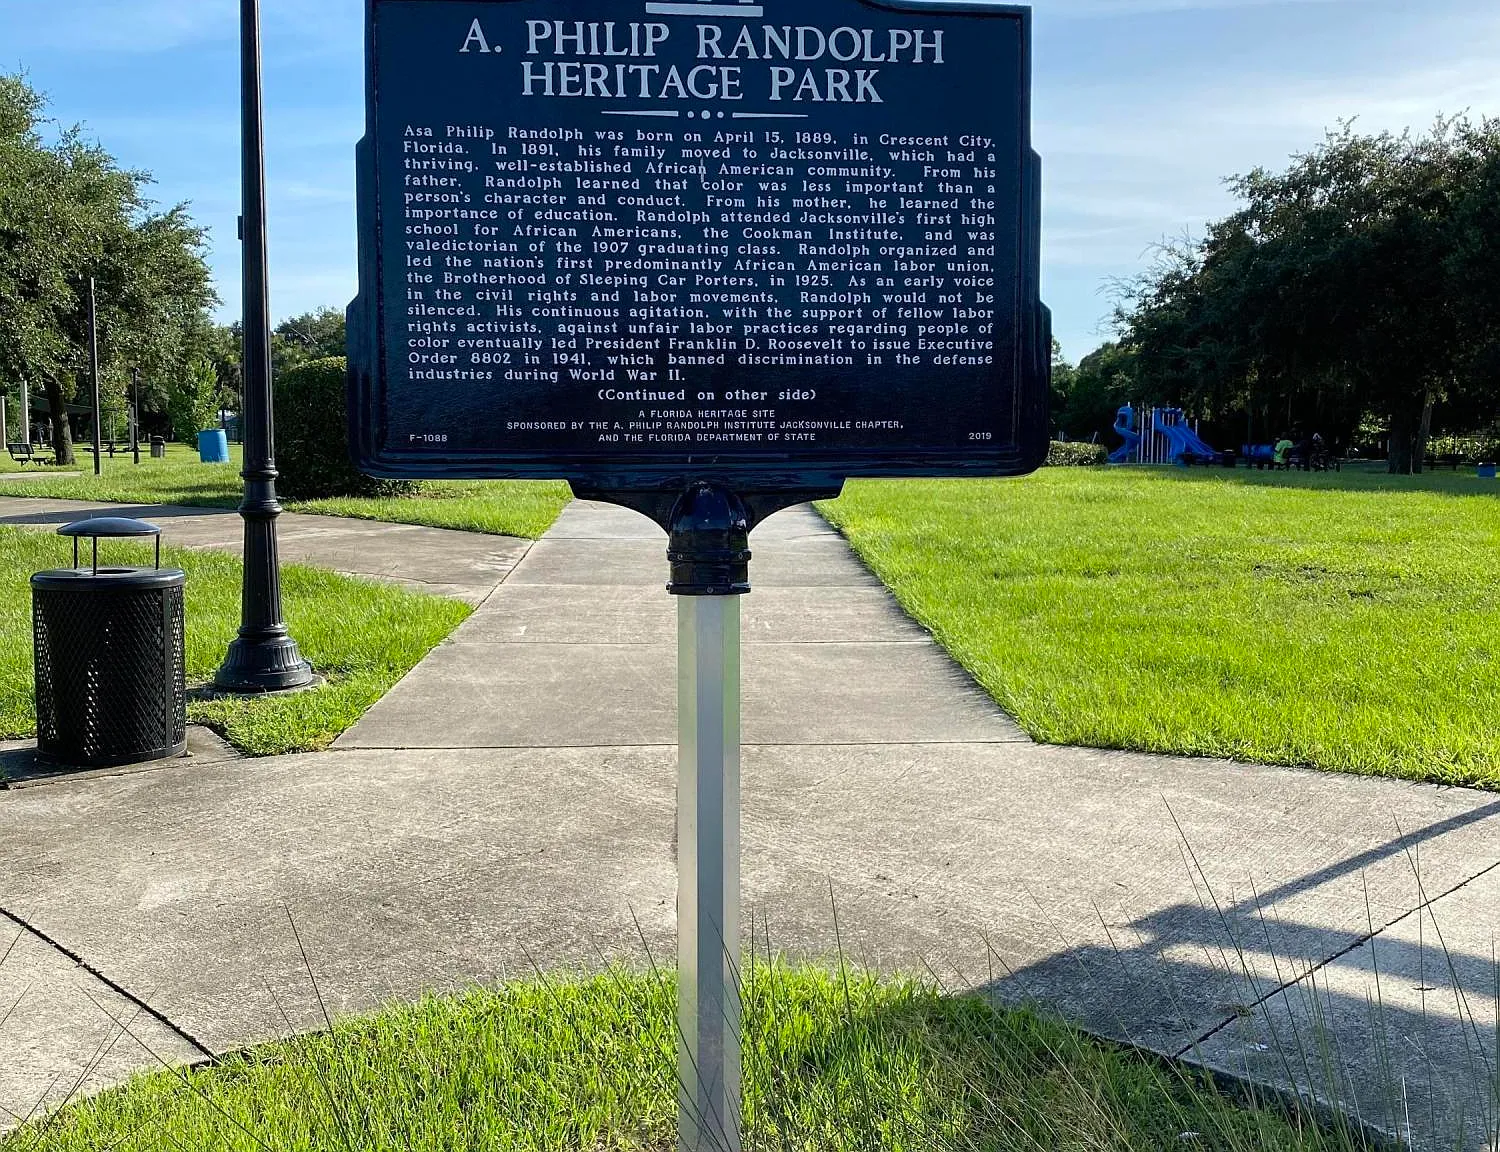 A. PHILIP RANDOLPH
HERITAGE PARK
Asa Philip Randolph was born on April 15, 1889, in Crescent City,
Florida. In 1891, his family moved to Jacksonville, which had a
thriving, well-established African American community. From his
father, Randolph learned that color was less important than a
person's character and conduct. From his mother, he learned the
importance of education. Randolph attended Jacksonville's first high
school for African Americans, the Cookman Institute, and was
valedictorian of the 1907 graduating class. Randolph organized and
led the nation's first predominantly African American labor union,
the Brotherhood of Sleeping Car Porters, in 1925. As an early voice
in the civil rights and labor movements, Randolph would not be
silenced. His continuous agitation, with the support of fellow labor
rights activists, against unfair labor practices regarding people of
color eventually led President Franklin D. Roosevelt to issue Executive
Order 8802 in 1941, which banned discrimination in the defense
industries during World War II.
(Continued on other side)
A FLORIDA HERITAGE SITE
SPONSORED BY THE A. PHILIP RANDOLPH INSTITUTE JACKSONVILLE CHAPTER,
F-1088 AND THE FLORIDA DEPARTMENT OF STATE 2019